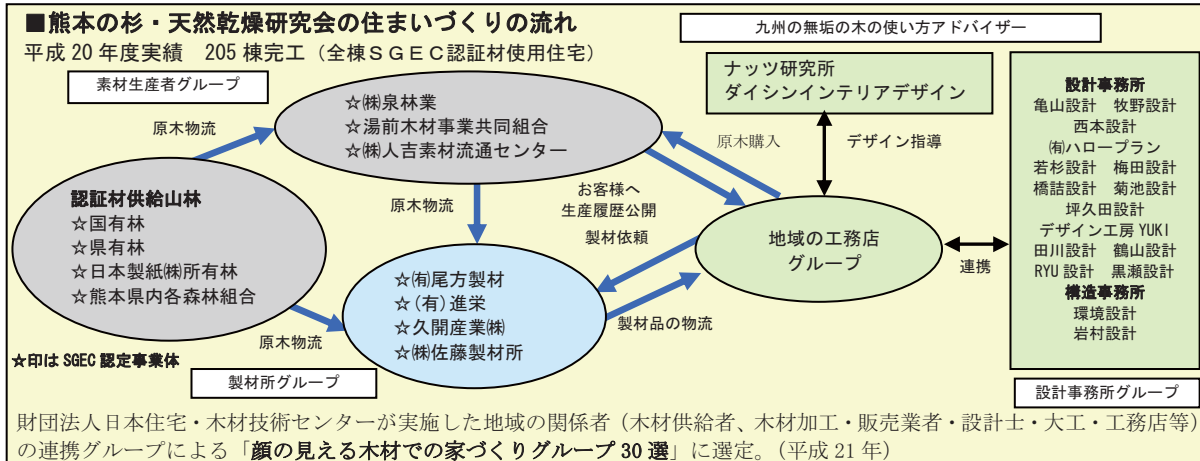 ■熊本の杉・天然乾燥研究会の住まいづくりの流れ
平成 20 年度実績　205 棟完工（全棟ＳＧＥＣ認証材使用住宅）
九州の無垢の木の使い方アドバイザー
ナッツ研究所
ダイシンインテリアデザイン
素材生産者グループ
原木物流
☆㈱泉林業
☆湯前木材事業共同組合
☆㈱人吉素材流通センター
原木購入
デザイン指導
認証材供給山林
☆国有林
☆県有林
☆日本製紙㈱所有林
☆熊本県内各森林組合
原木物流
お客様へ
生産履歴公開
製材依頼
地域の工務店
グループ
連携
☆㈲尾方製材
☆(有)進栄
☆久開産業㈱
☆㈱佐藤製材所
製材品の物流
原木物流
☆印は SGEC 認定事業体
製材所グループ
設計事務所
亀山設計　牧野設計
西本設計
㈲ハロープラン
若杉設計　梅田設計
橋詰設計　菊池設計
坪久田設計
デザイン工房 YUKI
田川設計　鶴山設計
RYU 設計　黒瀬設計
構造事務所
環境設計
岩村設計
設計事務所グループ
財団法人日本住宅・木材技術センターが実施した地域の関係者（木材供給者、木材加工・販売業者・設計士・大工・工務店等）
の連携グループによる「顔の見える木材での家づくりグループ 30 選」に選定。（平成 21 年）